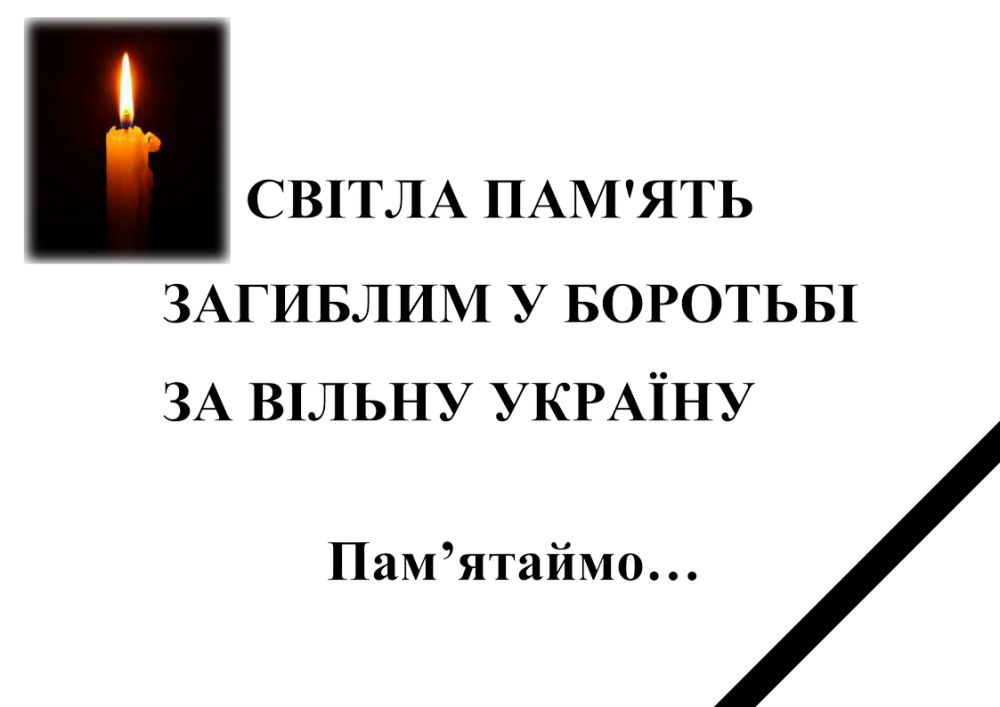 СВІТЛА ПАМ'ЯТЬ
ЗАГИБЛИМ У БОРОТЬБІ
ЗА ВІЛЬНУ УКРАЇНУ
Пам’ятаймо…